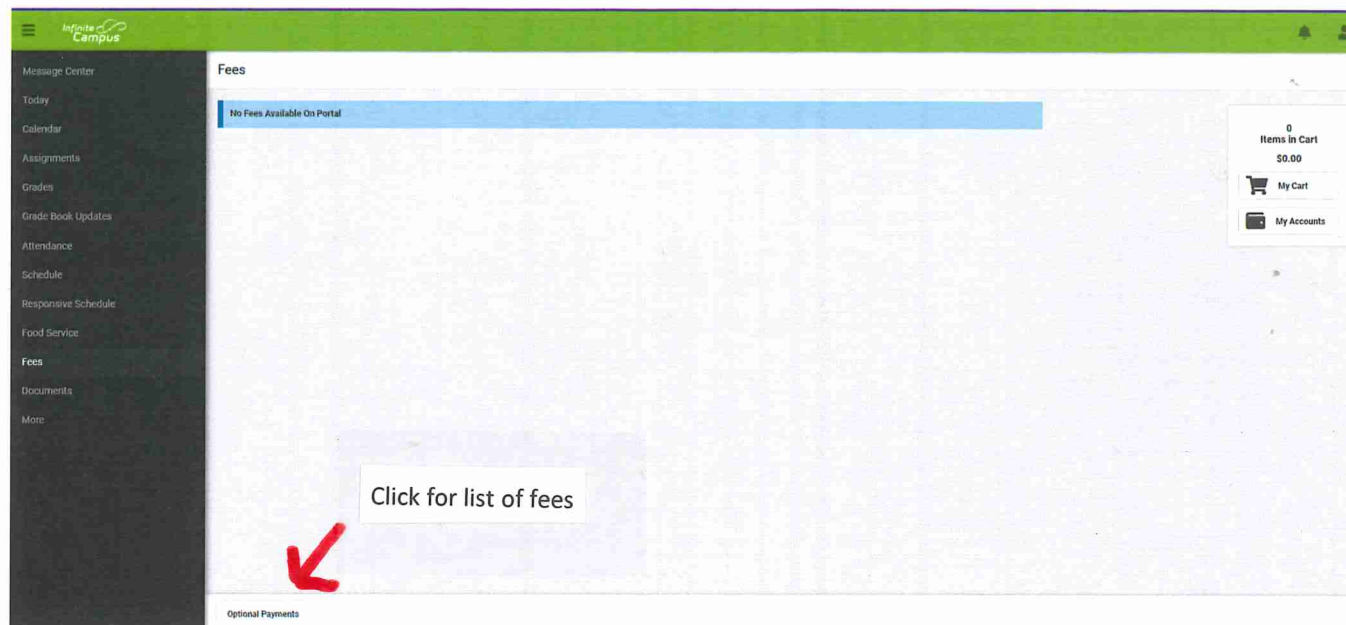 Infinite
Campus
Message Center
Today
Calendar
Assignments
Grades
Grade Book Updates
Attendance
Schedule
Responsive Schedule
Food Service
Fees
Documents
More
Fees
No Fees Available On Portal
0
Items in Cart
$0.00
My Cart
My Accounts
Click for list of fees
Optional Payments